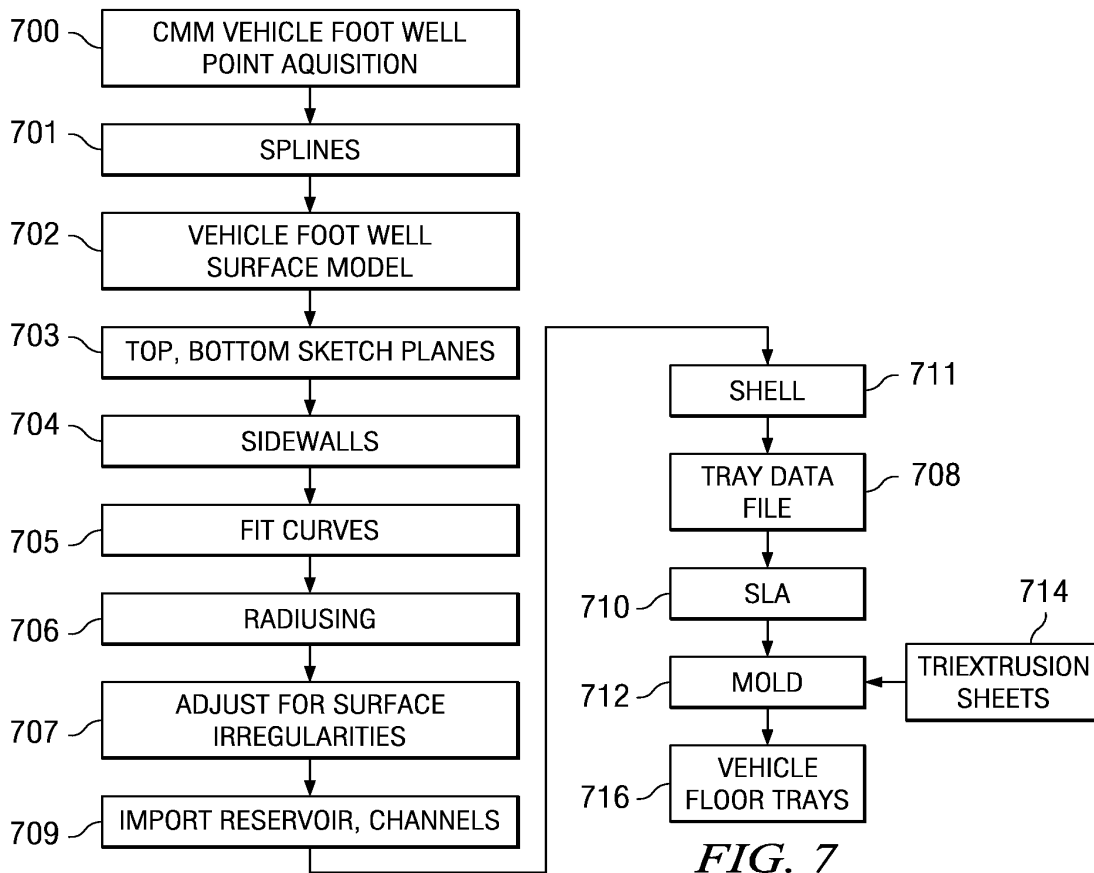 700
CMM VEHICLE FOOT WELL
POINT AQUISITION
701
SPLINES
702
VEHICLE FOOT WELL
SURFACE MODEL
703
TOP, BOTTOM SKETCH PLANES
704
SIDEWALLS
705
FIT CURVES
706
RADIUSING
707
ADJUST FOR SURFACE
IRREGULARITIES
709
IMPORT RESERVOIR, CHANNELS
SHELL
711
TRAY DATA
FILE
708
710
SLA
712
MOLD
714
TRIEXTRUSION
SHEETS
716
VEHICLE
FLOOR TRAYS
FIG. 7